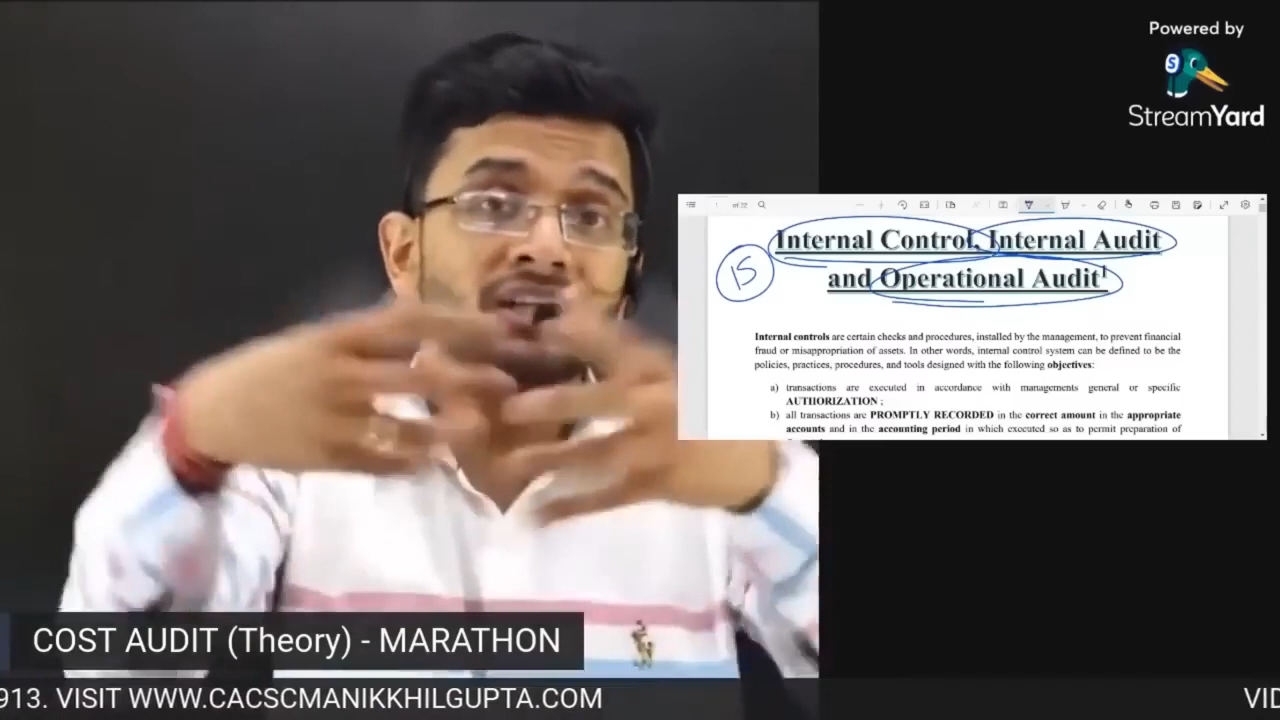 Powered by
StreamYard
1 of 22
15
Internal Control, Internal Audit
and Operational Audit1
Internal controls are certain checks and procedures, installed by the management, to prevent financial
fraud or misappropriation of assets. In other words, internal control system can be defined to be the
policies, practices, procedures, and tools designed with the following objectives:
a) transactions are executed in accordance with managements general or specific
AUTHORIZATION ;
b) all transactions are PROMPTLY RECORDED in the correct amount in the appropriate
accounts and in the accounting period in which executed so as to permit preparation of
COST AUDIT (Theory) - MARATHON
913. VISIT WWW.CACSCMANIKKHILGUPTA.COM
VID